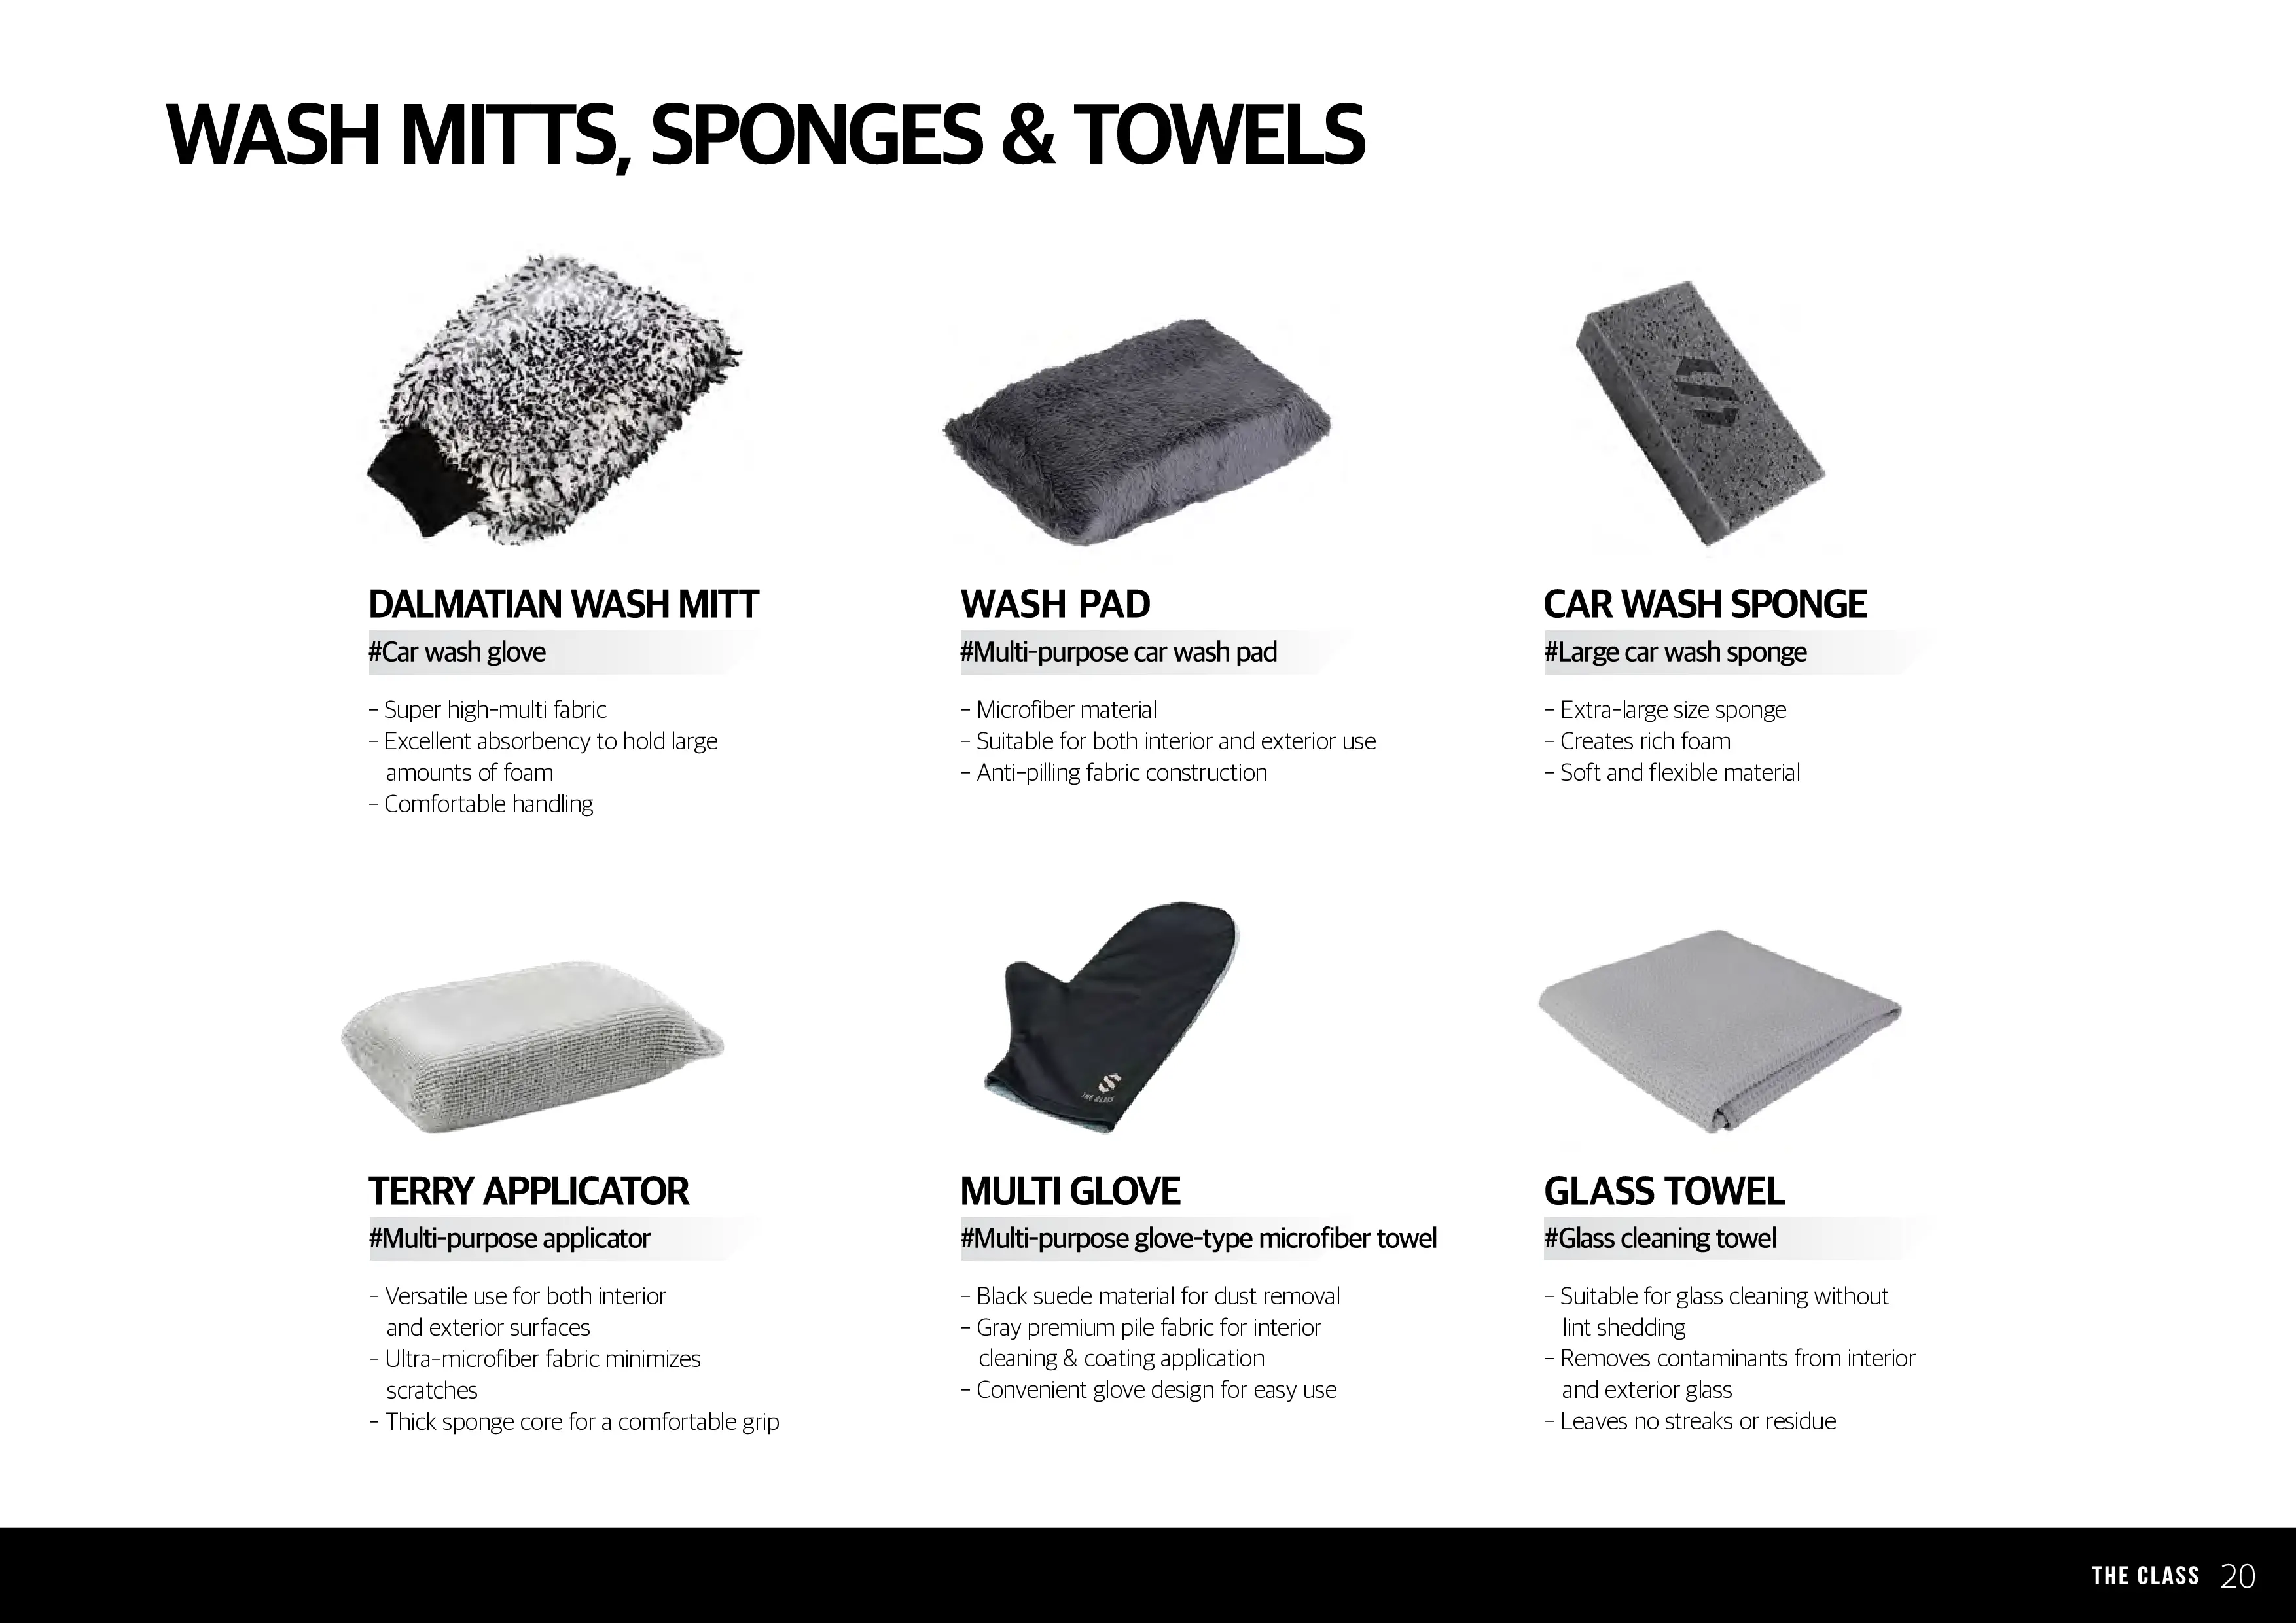 WASH MITTS, SPONGES & TOWELS
DALMATIAN WASH MITT
#Car wash glove
- Super high-multi fabric
- Excellent absorbency to hold large
amounts of foam
- Comfortable handling
WASH PAD
#Multi-purpose car wash pad
- Microfiber material
- Suitable for both interior and exterior use
- Anti-pilling fabric construction
CAR WASH SPONGE
#Large car wash sponge
- Extra-large size sponge
- Creates rich foam
- Soft and flexible material
THE CLASS
TERRY APPLICATOR
#Multi-purpose applicator
- Versatile use for both interior
and exterior surfaces
- Ultra-microfiber fabric minimizes
scratches
- Thick sponge core for a comfortable grip
MULTI GLOVE
#Multi-purpose glove-type microfiber towel
- Black suede material for dust removal
- Gray premium pile fabric for interior
cleaning & coating application
- Convenient glove design for easy use
GLASS TOWEL
#Glass cleaning towel
- Suitable for glass cleaning without
lint shedding
- Removes contaminants from interior
and exterior glass
- Leaves no streaks or residue
THE CLASS 20